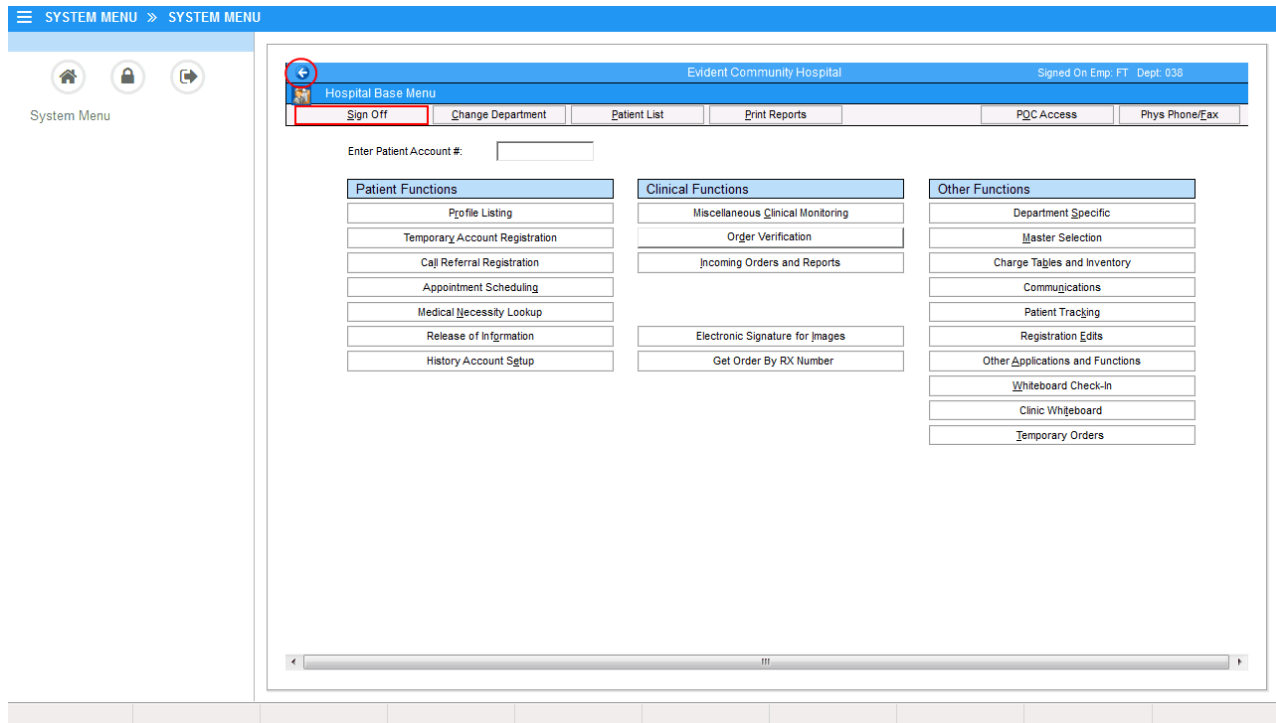 SYSTEM MENU » SYSTEM MENU
Evident Community Hospital Signed On Emp: FT Dept: 038
Hospital Base Menu
System Menu
Sign Off Change Department Patient List Print Reports POC Access Phys Phone/Fax
Enter Patient Account #:
Patient Functions Clinical Functions Other Functions
Profile Listing Miscellaneous Clinical Monitoring Department Specific
Temporary Account Registration Order Verification Master Selection
Call Referral Registration Incoming Orders and Reports Charge Tables and Inventory
Appointment Scheduling Communications
Medical Necessity Lookup Patient Tracking
Release of Information Electronic Signature for Images Registration Edits
History Account Setup Get Order By RX Number Other Applications and Functions
Whiteboard Check-In
Clinic Whiteboard
Temporary Orders